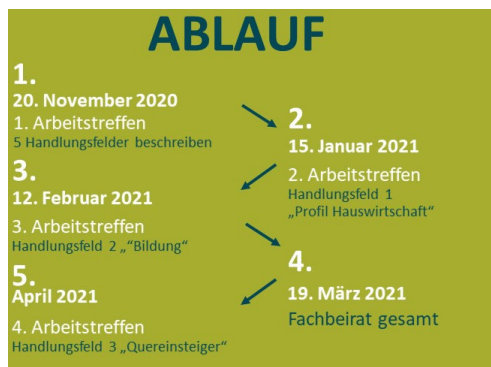 ABLAUF
1.
20. November 2020
1. Arbeitstreffen
5 Handlungsfelder beschreiben
2.
15. Januar 2021
2. Arbeitstreffen
Handlungsfeld 1
„Profil Hauswirtschaft“
3.
12. Februar 2021
3. Arbeitstreffen
Handlungsfeld 2 „“Bildung“
4.
19. März 2021
Fachbeirat gesamt
5.
April 2021
4. Arbeitstreffen
Handlungsfeld 3 „Quereinsteiger“